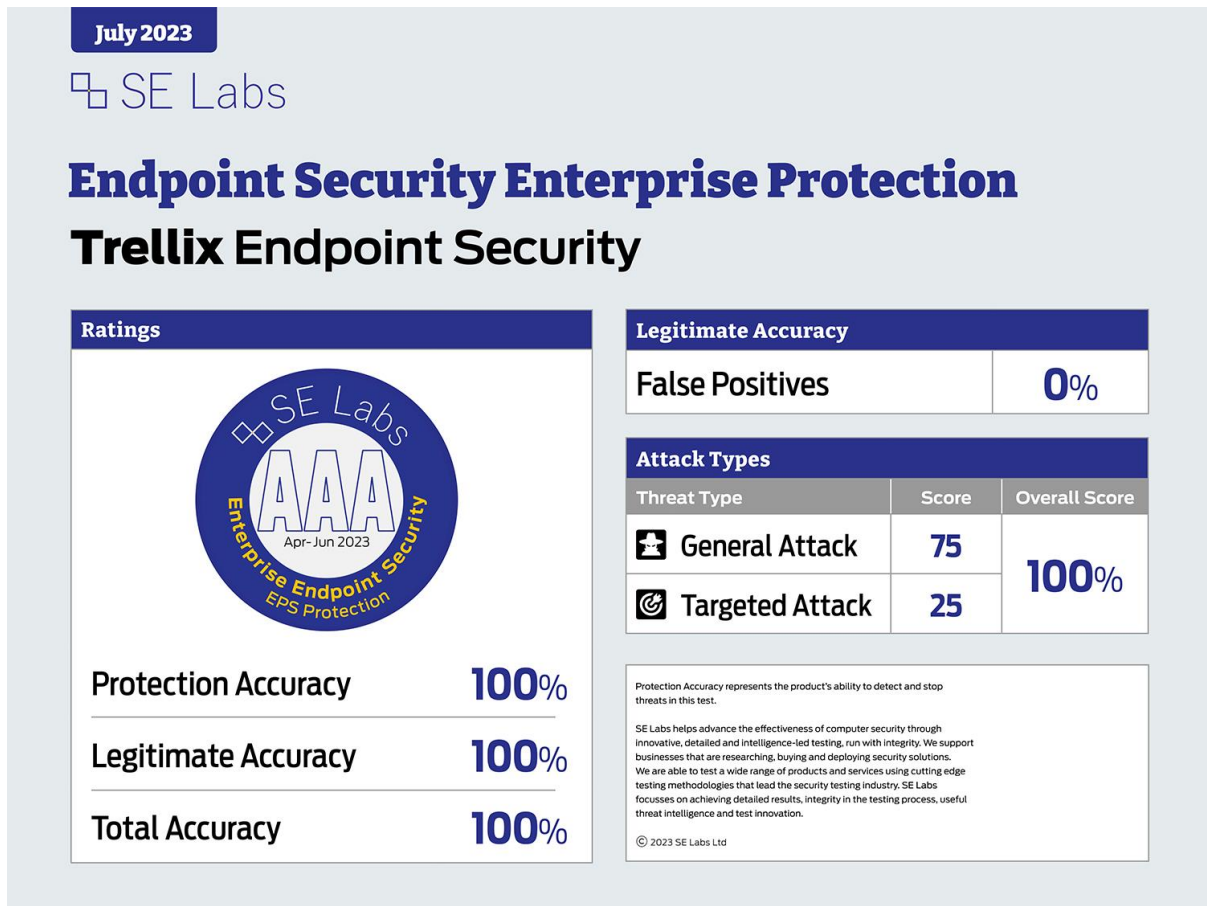 July 2023
SE Labs
Endpoint Security Enterprise Protection
Trellix Endpoint Security
Ratings
SE Labs
AAA
Apr-Jun 2023
Enterprise Endpoint Security
EPS Protection
Protection Accuracy 100%
Legitimate Accuracy 100%
Total Accuracy 100%
Legitimate Accuracy
False Positives 0%
Attack Types
Threat Type Score Overall Score
General Attack 75
100%
Targeted Attack 25
Protection Accuracy represents the product's ability to detect and stop
threats in this test.
SE Labs helps advance the effectiveness of computer security through
innovative, detailed and intelligence-led testing, run with integrity. We support
businesses that are researching, buying and deploying security solutions.
We are able to test a wide range of products and services using cutting edge
testing methodologies that lead the security testing industry. SE Labs
focusses on achieving detailed results, integrity in the testing process, useful
threat intelligence and test innovation.
© 2023 SE Labs Ltd